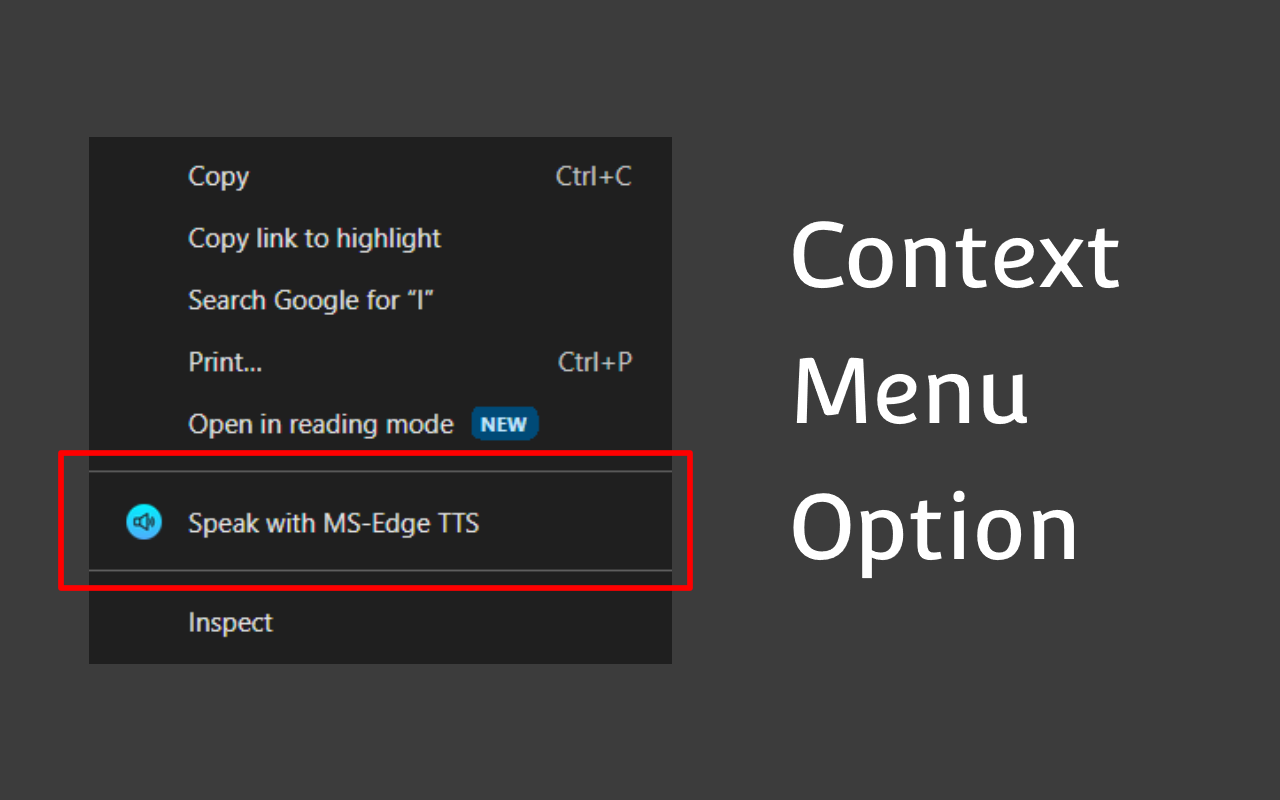 Copy Ctrl+C
Copy link to highlight
Search Google for “I”
Print... Ctrl+P
Open in reading mode NEW
Speak with MS-Edge TTS
Inspect
Context
Menu
Option